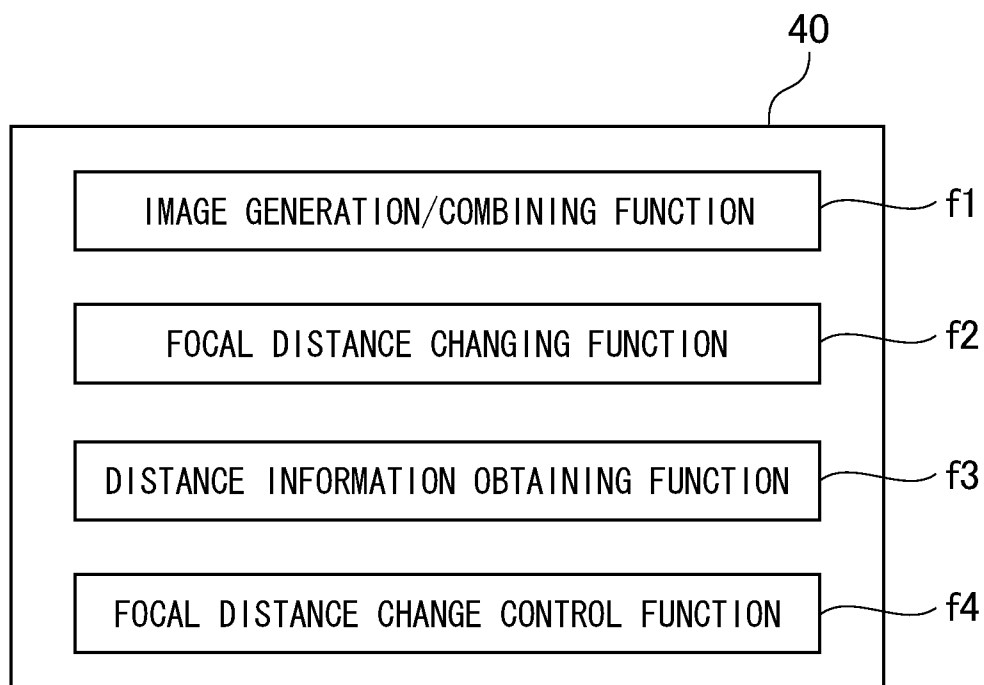 40
IMAGE GENERATION/COMBINING FUNCTION f1
FOCAL DISTANCE CHANGING FUNCTION f2
DISTANCE INFORMATION OBTAINING FUNCTION f3
FOCAL DISTANCE CHANGE CONTROL FUNCTION f4